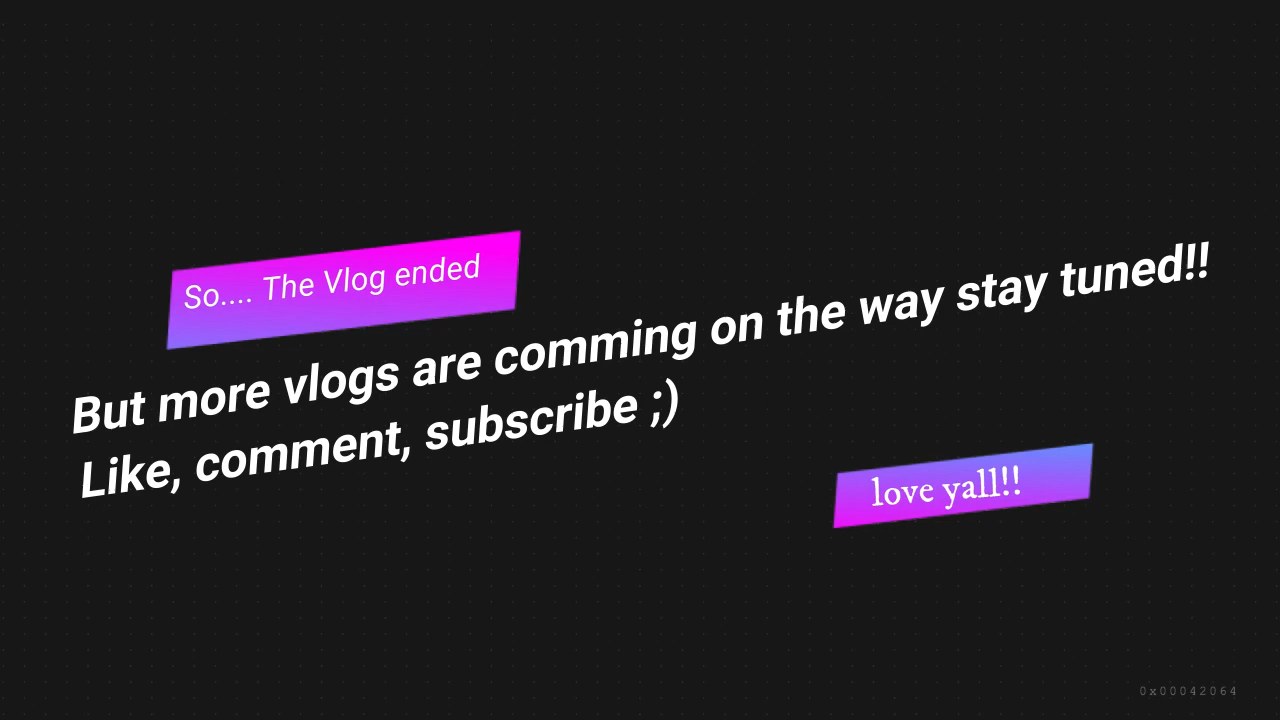 So.... The Vlog ended
But more vlogs are comming on the way stay tuned!!
Like, comment, subscribe ;)
love yall!!
0x00042064